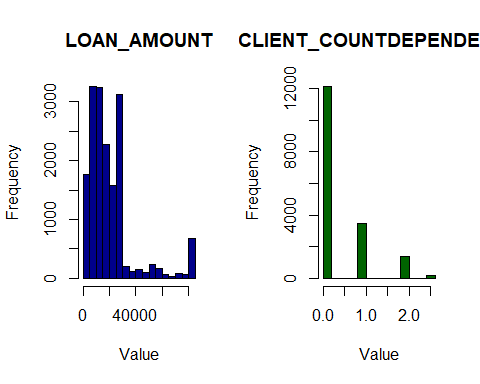 LOAN_AMOUNT
Frequency
3000
2000
1000
0
0 40000
Value
CLIENT_COUNTDEPENDE
Frequency
12000
8000
4000
0
0.0 1.0 2.0
Value